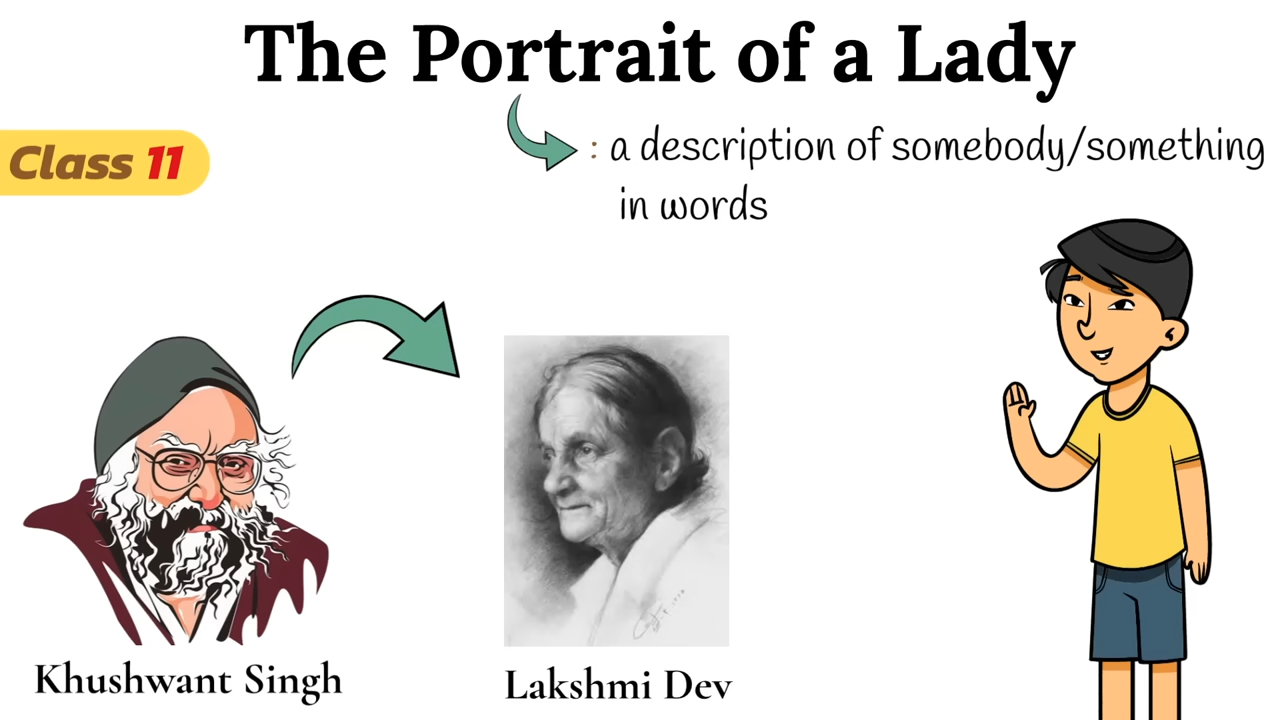 The Portrait of a Lady
: a description of somebody/something
in words
Class 11
Khushwant Singh
Lakshmi Dev